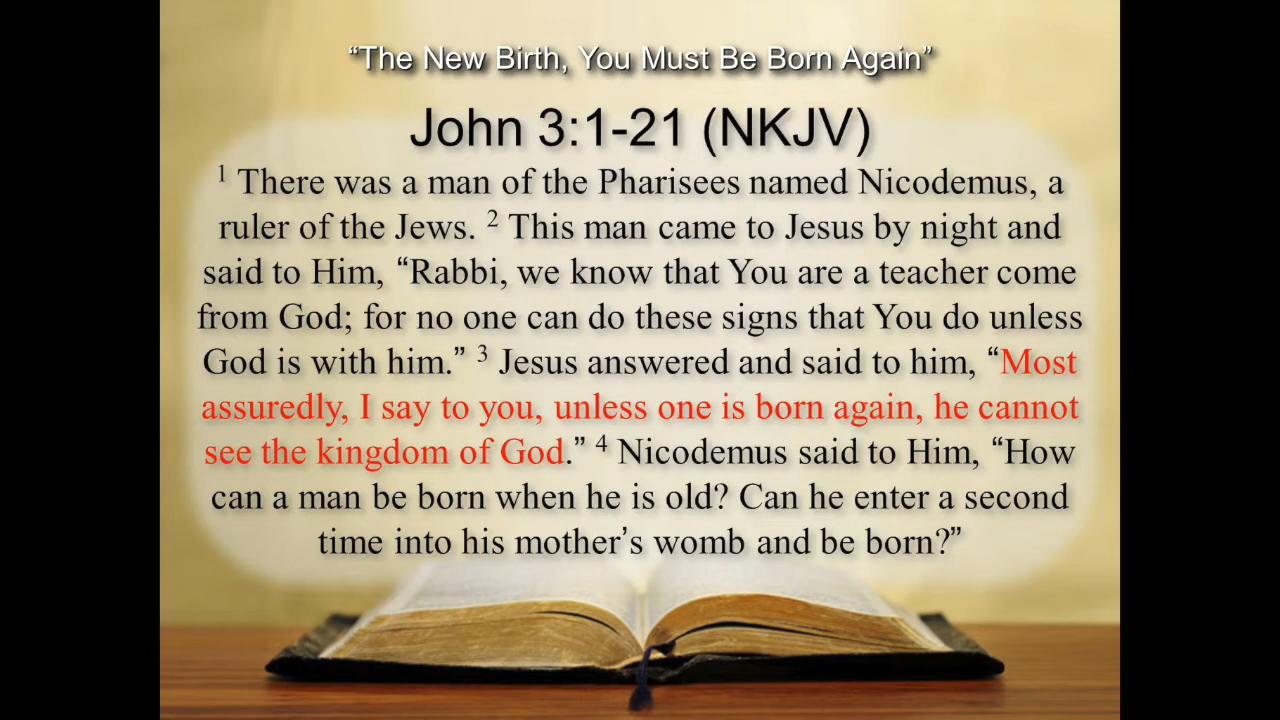 “The New Birth, You Must Be Born Again”
John 3:1-21 (NKJV)
¹ There was a man of the Pharisees named Nicodemus, a
ruler of the Jews. ² This man came to Jesus by night and
said to Him, “Rabbi, we know that You are a teacher come
from God; for no one can do these signs that You do unless
God is with him.” ³ Jesus answered and said to him, “Most
assuredly, I say to you, unless one is born again, he cannot
see the kingdom of God.” ⁴ Nicodemus said to Him, “How
can a man be born when he is old? Can he enter a second
time into his mother’s womb and be born?”